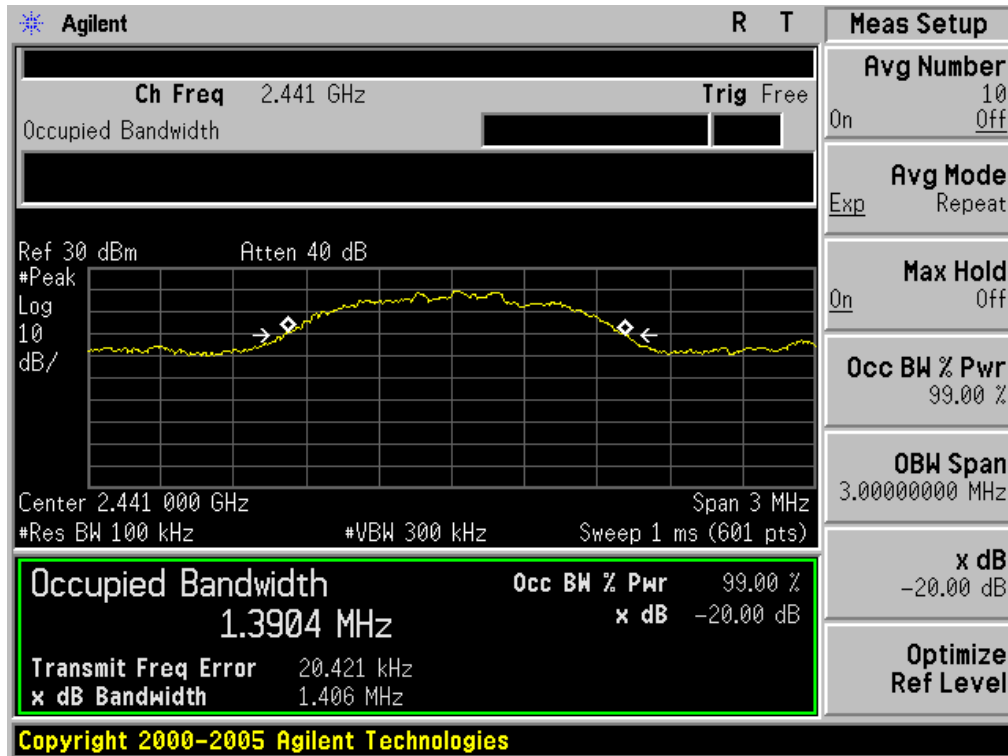 Agilent R T
Ch Freq 2.441 GHz Trig Free
Occupied Bandwidth
Ref 30 dBm Atten 40 dB
#Peak
Log
10
dB/
Center 2.441 000 GHz Span 3 MHz
#Res BW 100 kHz #VBW 300 kHz Sweep 1 ms (601 pts)
Occupied Bandwidth Occ BW % Pwr 99.00 %
1.3904 MHz x dB -20.00 dB
Transmit Freq Error 20.421 kHz
x dB Bandwidth 1.406 MHz
Copyright 2000-2005 Agilent Technologies
Meas Setup
Avg Number
10
On Off
Avg Mode
Exp Repeat
Max Hold
On Off
Occ BW % Pwr
99.00 %
OBW Span
3.00000000 MHz
x dB
-20.00 dB
Optimize
Ref Level